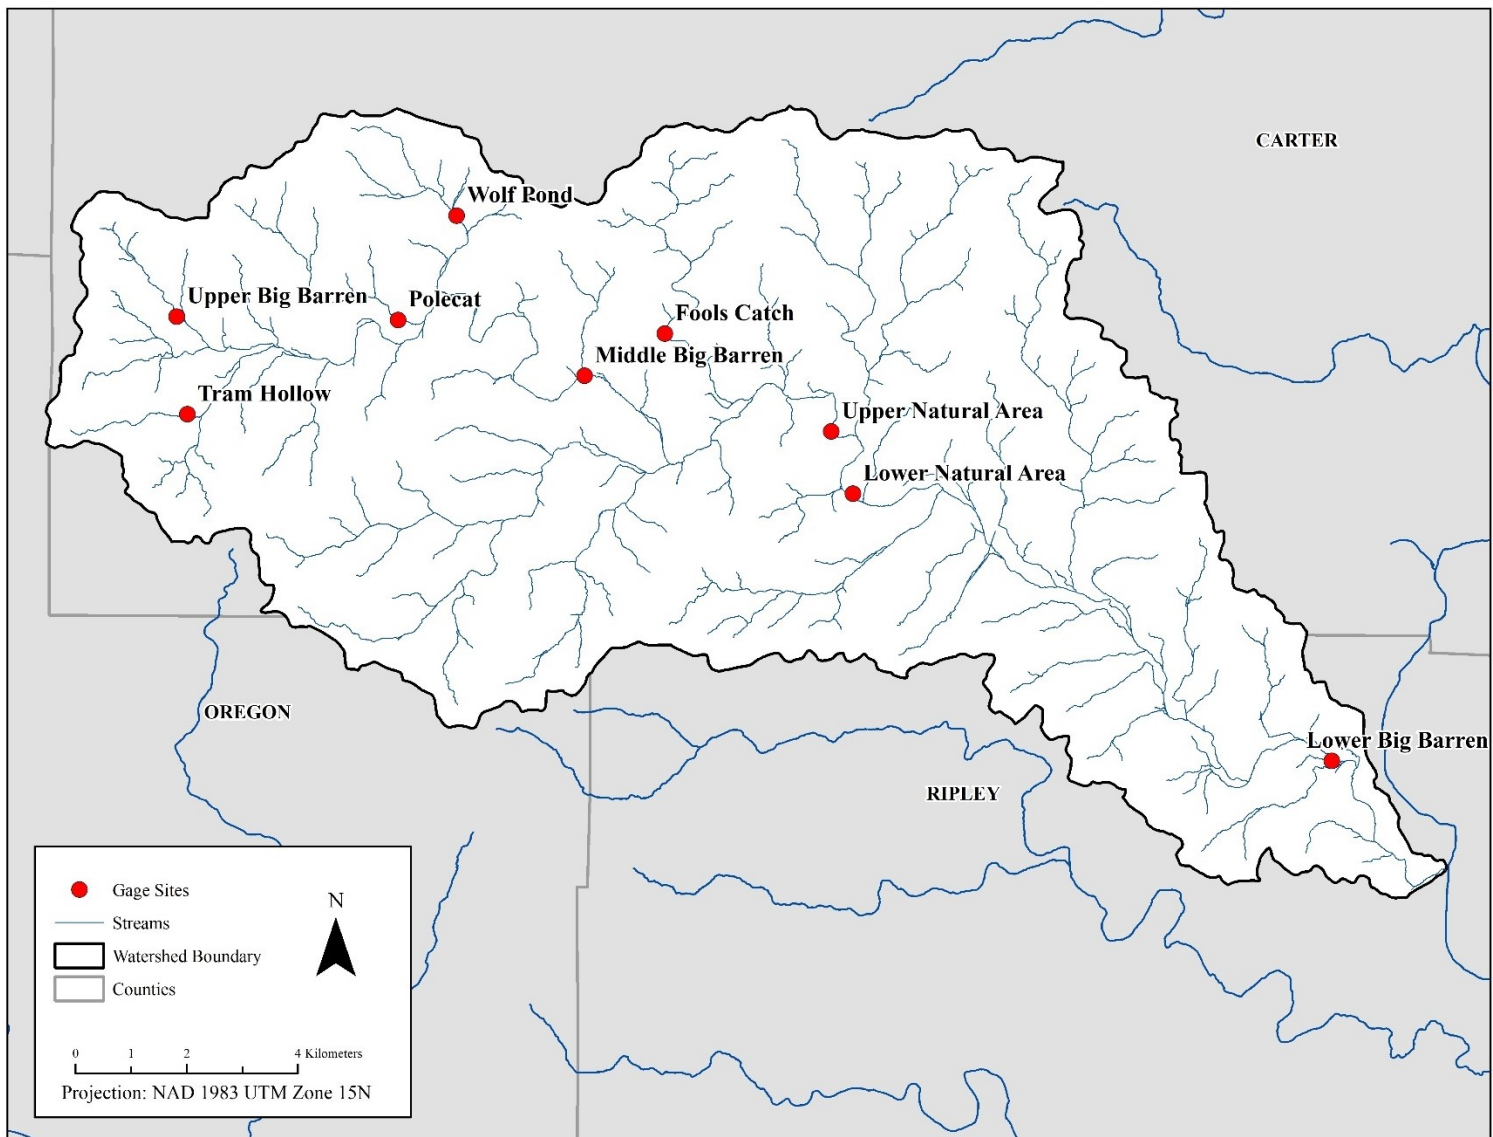 CARTER
Wolf Pond
Upper Big Barren
Polecat
Fools Catch
Middle Big Barren
Tram Hollow
Upper Natural Area
Lower Natural Area
OREGON
Lower Big Barren
RIPLEY
Gage Sites
N
Streams
Watershed Boundary
Counties
0 1 2 4 Kilometers
Projection: NAD 1983 UTM Zone 15N